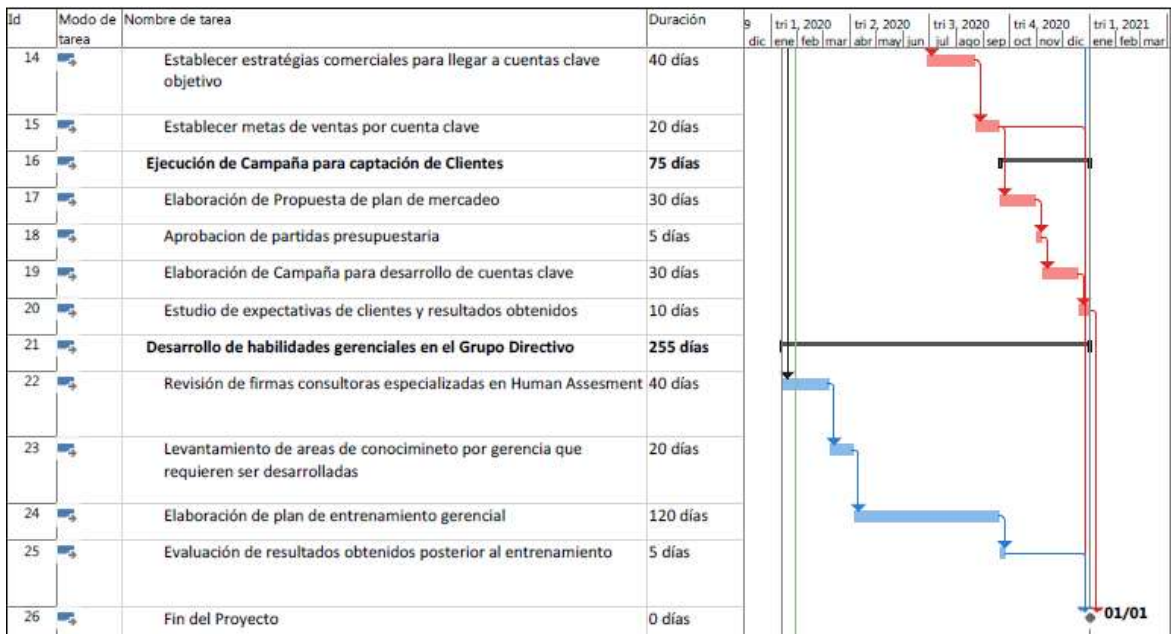 Id Modo de tarea Nombre de tarea Duración
9 tri 1, 2020 tri 2, 2020 tri 3, 2020 tri 4, 2020 tri 1, 2021
dic ene feb mar abr may jun jul ago sep oct nov dic ene feb mar
14 Establecer estratégias comerciales para llegar a cuentas clave 40 días
objetivo
15 Establecer metas de ventas por cuenta clave 20 días
16 Ejecución de Campaña para captación de Clientes 75 días
17 Elaboración de Propuesta de plan de mercadeo 30 días
18 Aprobacion de partidas presupuestaria 5 días
19 Elaboración de Campaña para desarrollo de cuentas clave 30 días
20 Estudio de expectativas de clientes y resultados obtenidos 10 días
21 Desarrollo de habilidades gerenciales en el Grupo Directivo 255 días
22 Revisión de firmas consultoras especializadas en Human Assesment 40 días
23 Levantamiento de areas de conocimineto por gerencia que 20 días
requieren ser desarrolladas
24 Elaboración de plan de entrenamiento gerencial 120 días
25 Evaluación de resultados obtenidos posterior al entrenamiento 5 días
26 Fin del Proyecto 0 días 01/01